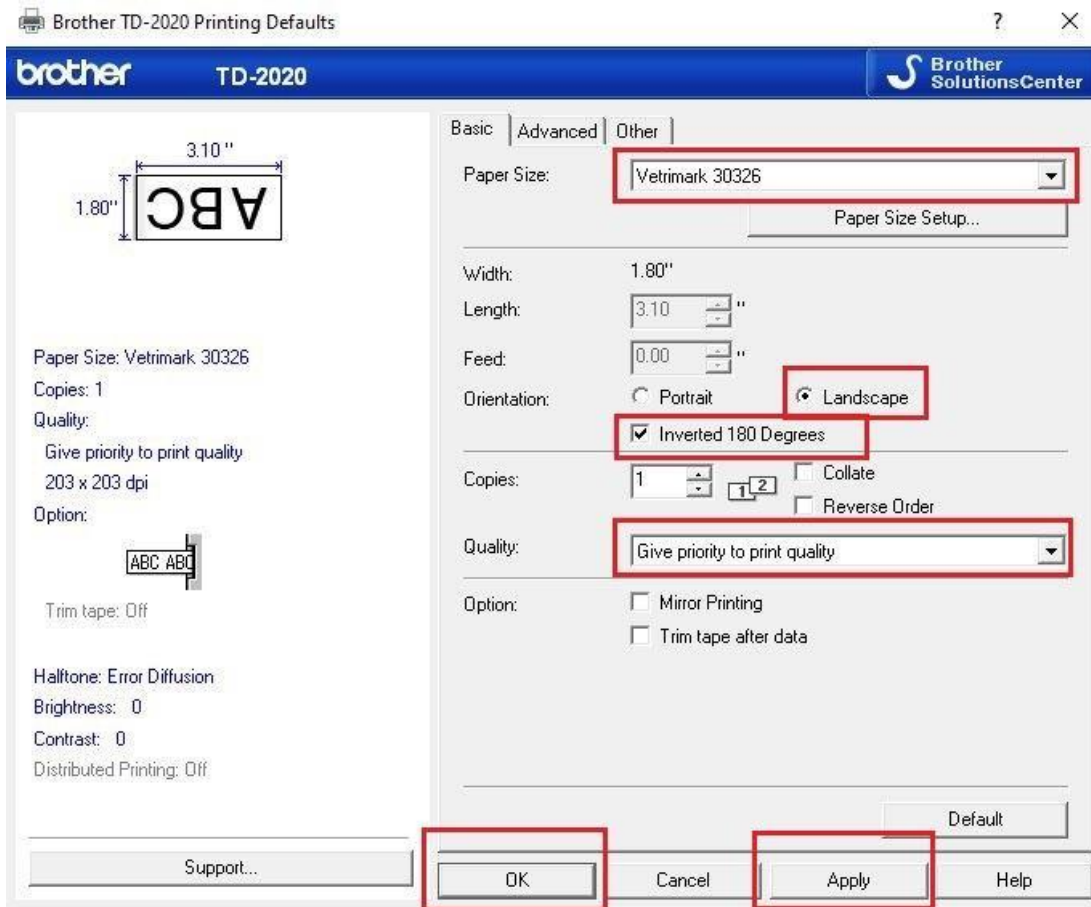 Brother TD-2020 Printing Defaults ? ×
brother TD-2020 Brother SolutionsCenter
3.10 "
1.80"
ABC
Paper Size: Vetrimark 30326
Copies: 1
Quality:
Give priority to print quality
203 x 203 dpi
Option:
ABC ABC
Trim tape: Off
Halftone: Error Diffusion
Brightness: 0
Contrast: 0
Distributed Printing: Off
Support...
Basic Advanced Other
Paper Size: Vetrimark 30326
Paper Size Setup...
Width: 1.80"
Length: 3.10 "
Feed: 0.00 "
Orientation: Portrait Landscape
Inverted 180 Degrees
Copies: 1 1 2 Collate
Reverse Order
Quality: Give priority to print quality
Option: Mirror Printing
Trim tape after data
Default
OK Cancel Apply Help